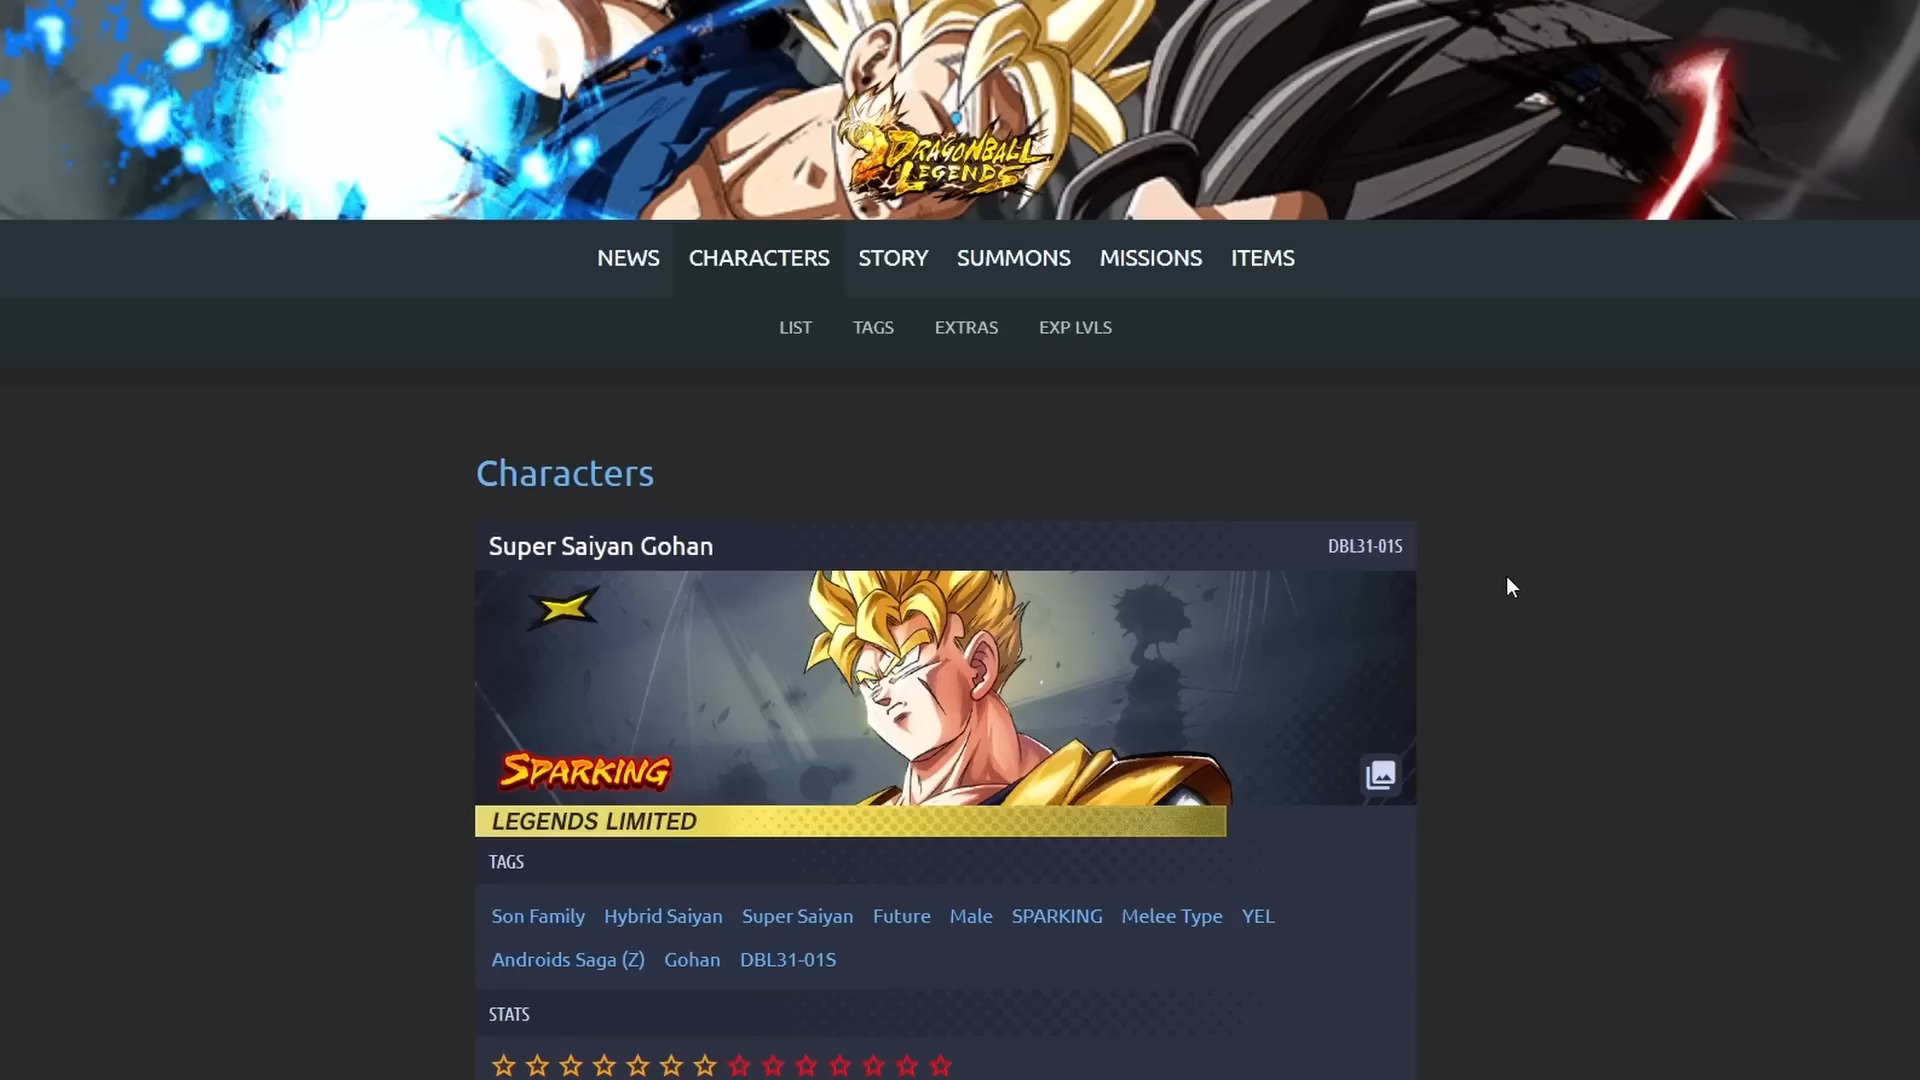 DRAGONBALL
LEGENDS
NEWS CHARACTERS STORY SUMMONS MISSIONS ITEMS
LIST TAGS EXTRAS EXP LVLS
Characters
Super Saiyan Gohan DBL31-01S
SPARKING
LEGENDS LIMITED
TAGS
Son Family Hybrid Saiyan Super Saiyan Future Male SPARKING Melee Type YEL
Androids Saga (Z) Gohan DBL31-01S
STATS